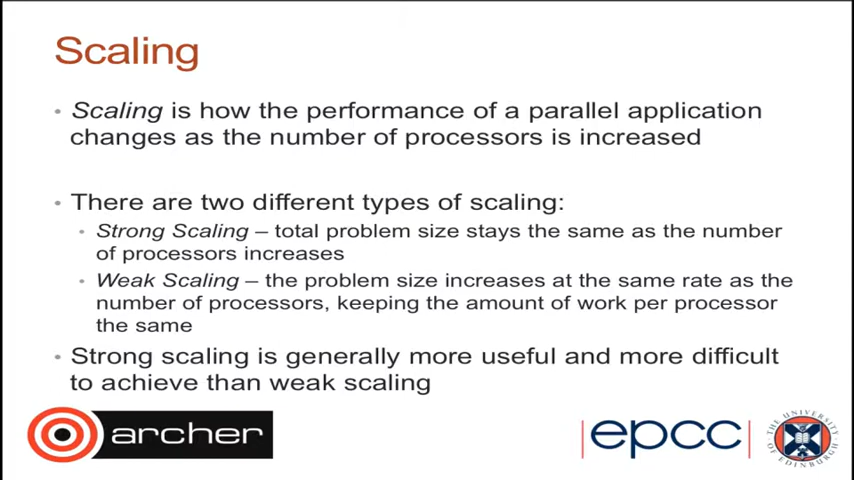 Scaling
• Scaling is how the performance of a parallel application
changes as the number of processors is increased
• There are two different types of scaling:
• Strong Scaling – total problem size stays the same as the number
of processors increases
• Weak Scaling – the problem size increases at the same rate as the
number of processors, keeping the amount of work per processor
the same
• Strong scaling is generally more useful and more difficult
to achieve than weak scaling
archer
epcc
THE UNIVERSITY
OF EDINBURGH